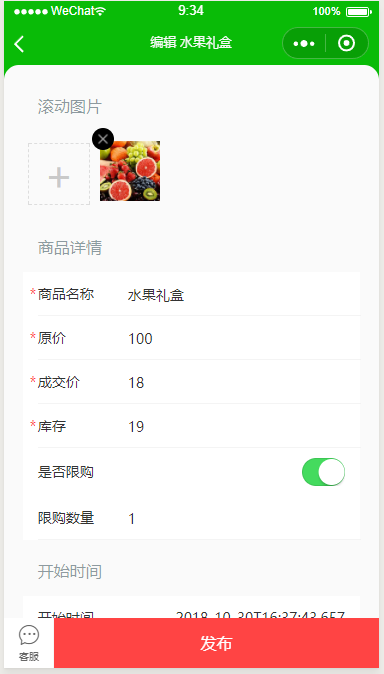 WeChat 9:34 100%
编辑 水果礼盒
滚动图片
商品详情
*商品名称 水果礼盒
*原价 100
*成交价 18
*库存 19
是否限购
限购数量 1
开始时间
开始时间 2018-10-30T16:37:43.657
客服 发布